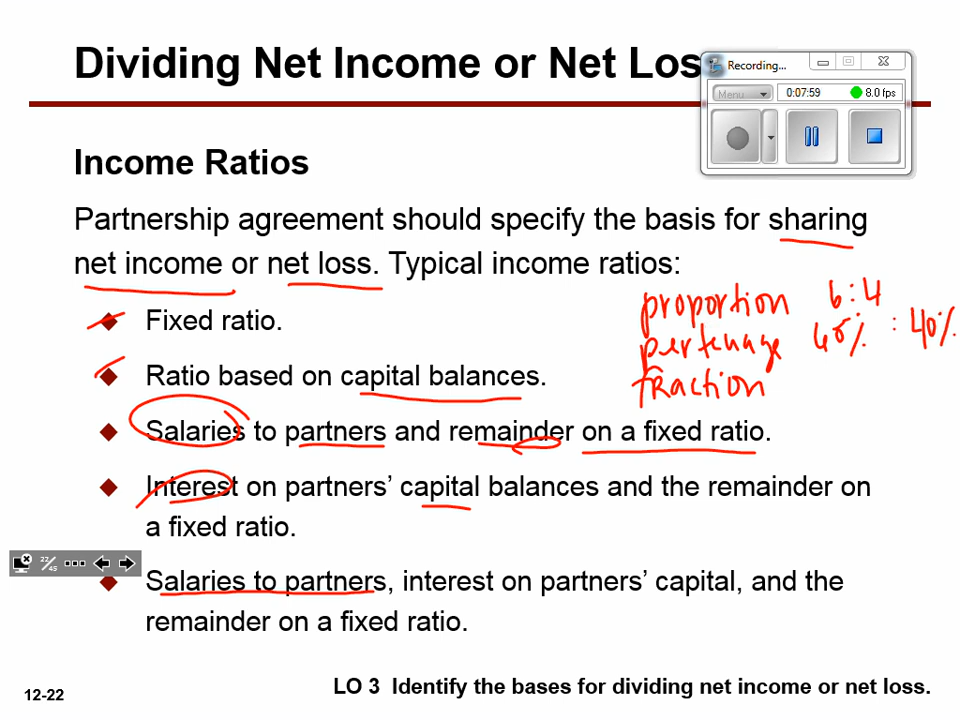 Dividing Net Income or Net Los
Recording...
Menu
0:07:59
8.0 fps
Income Ratios
Partnership agreement should specify the basis for sharing
net income or net loss. Typical income ratios:
proportion 6:4
pertenage 60% : 40%
fraction
Fixed ratio.
Ratio based on capital balances.
Salaries to partners and remainder on a fixed ratio.
Interest on partners’ capital balances and the remainder on
a fixed ratio.
22/45
Salaries to partners, interest on partners’ capital, and the
remainder on a fixed ratio.
12-22
LO 3 Identify the bases for dividing net income or net loss.